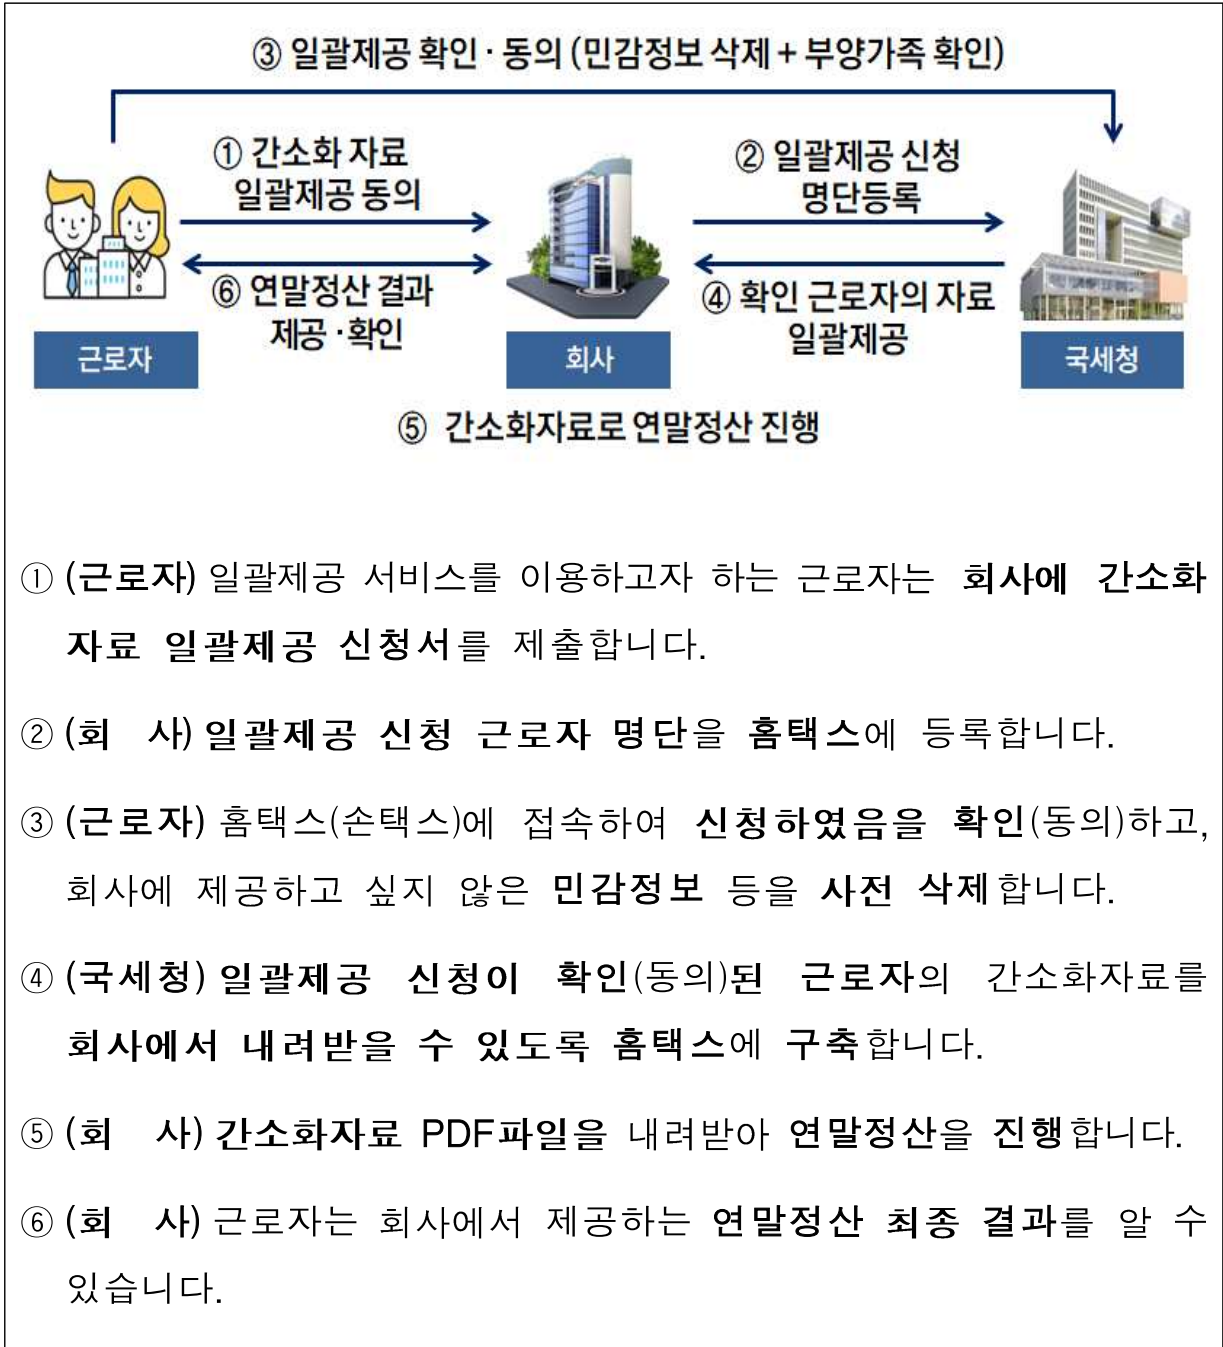 ③ 일괄제공 확인 · 동의 (민감정보 삭제 + 부양가족 확인)
① 간소화 자료
일괄제공 동의
② 일괄제공 신청
명단등록
⑥ 연말정산 결과
제공 · 확인
④ 확인 근로자의 자료
일괄제공
근로자
회사
국세청
⑤ 간소화자료로 연말정산 진행
① (근로자) 일괄제공 서비스를 이용하고자 하는 근로자는 회사에 간소화
자료 일괄제공 신청서를 제출합니다.
② (회 사) 일괄제공 신청 근로자 명단을 홈택스에 등록합니다.
③ (근로자) 홈택스(손택스)에 접속하여 신청하였음을 확인(동의)하고,
회사에 제공하고 싶지 않은 민감정보 등을 사전 삭제합니다.
④ (국세청) 일괄제공 신청이 확인(동의)된 근로자의 간소화자료를
회사에서 내려받을 수 있도록 홈택스에 구축합니다.
⑤ (회 사) 간소화자료 PDF파일을 내려받아 연말정산을 진행합니다.
⑥ (회 사) 근로자는 회사에서 제공하는 연말정산 최종 결과를 알 수
있습니다.